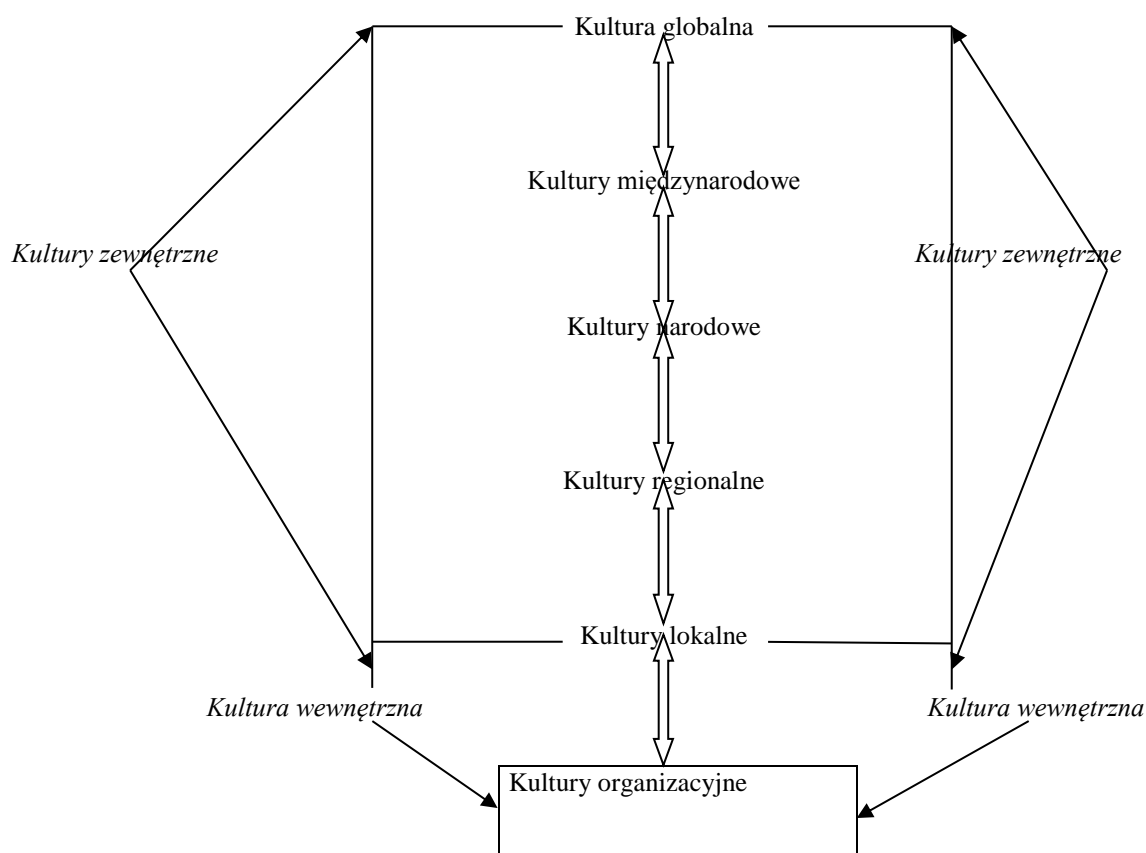 Kultura globalna
Kultury międzynarodowe
Kultury zewnętrzne
Kultury zewnętrzne
Kultury narodowe
Kultury regionalne
Kultury lokalne
Kultura wewnętrzna
Kultura wewnętrzna
Kultury organizacyjne